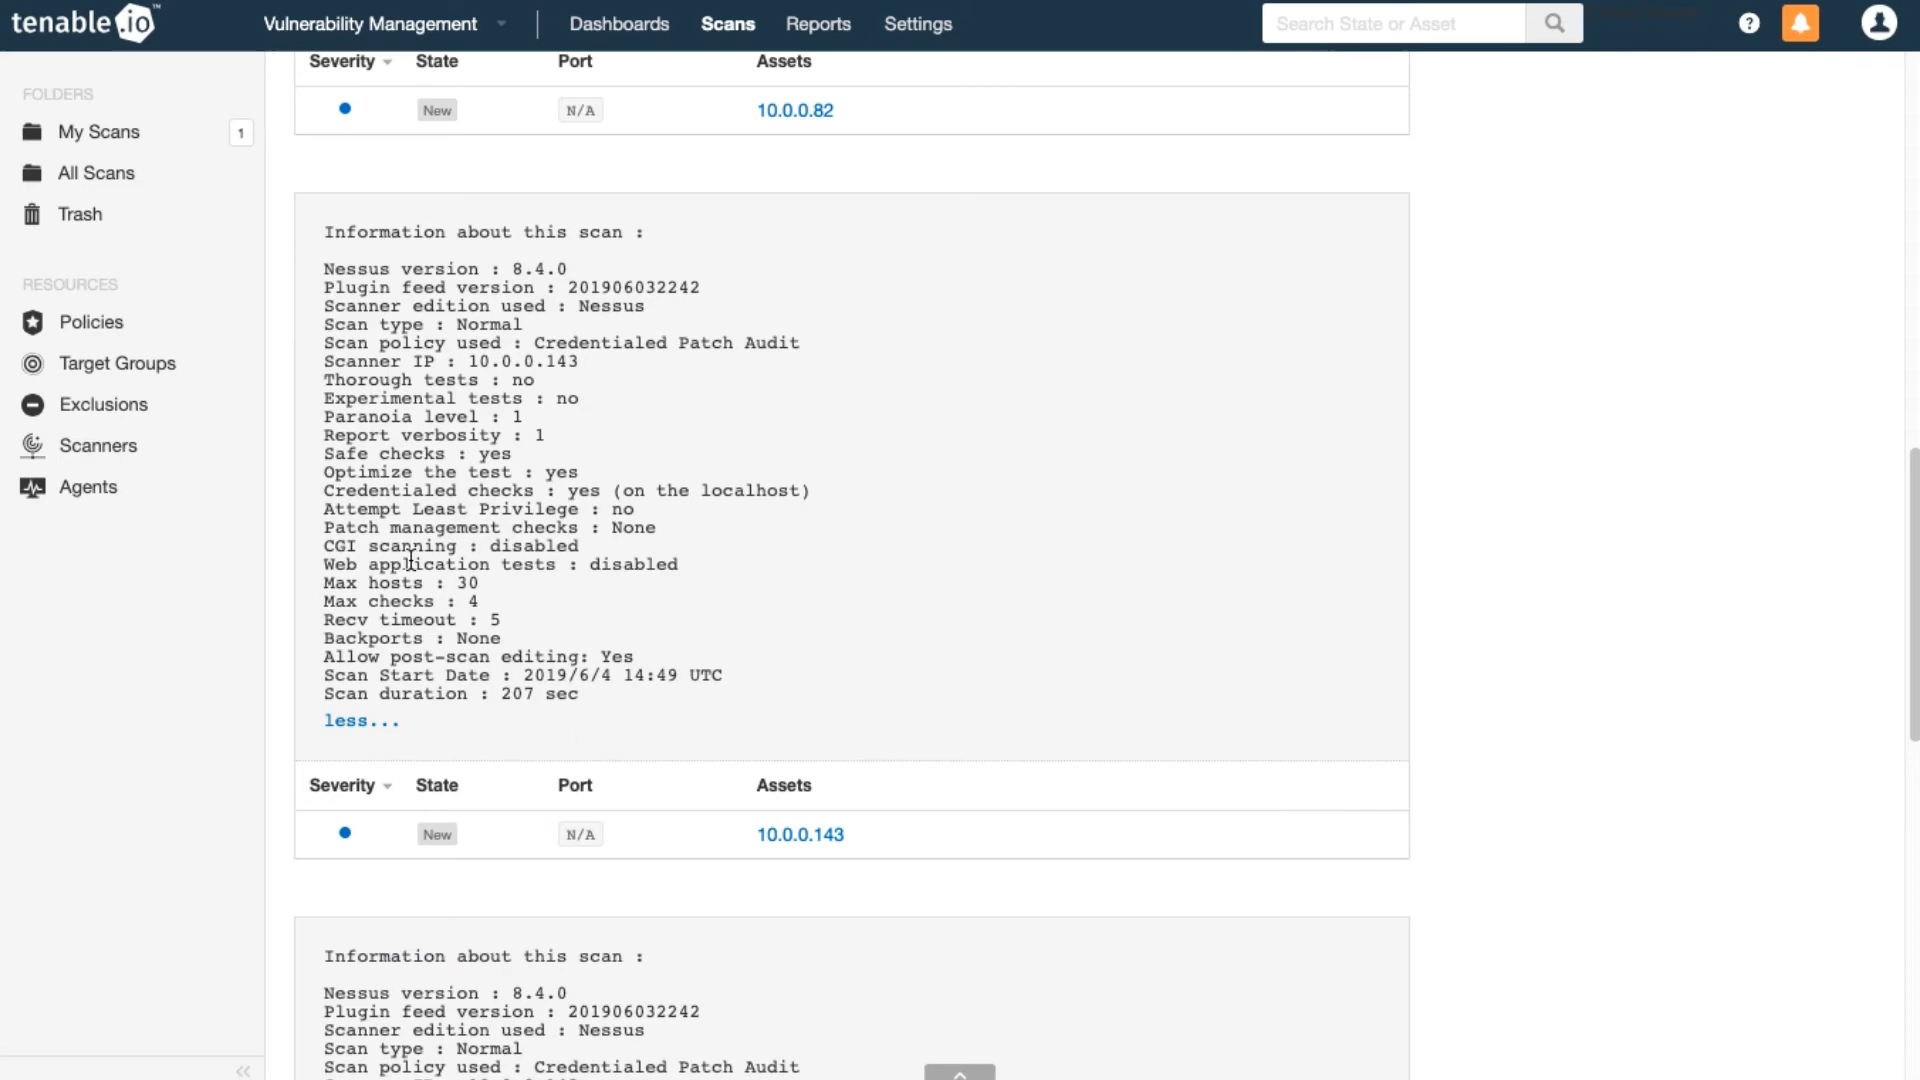 tenable.io™
Vulnerability Management
Dashboards
Scans
Reports
Settings
Search State or Asset
?
FOLDERS
My Scans
1
All Scans
Trash
RESOURCES
Policies
Target Groups
Exclusions
Scanners
Agents
Severity State Port Assets
New N/A 10.0.0.82
Information about this scan :
Nessus version : 8.4.0
Plugin feed version : 201906032242
Scanner edition used : Nessus
Scan type : Normal
Scan policy used : Credentialed Patch Audit
Scanner IP : 10.0.0.143
Thorough tests : no
Experimental tests : no
Paranoia level : 1
Report verbosity : 1
Safe checks : yes
Optimize the test : yes
Credentialed checks : yes (on the localhost)
Attempt Least Privilege : no
Patch management checks : None
CGI scanning : disabled
Web application tests : disabled
Max hosts : 30
Max checks : 4
Recv timeout : 5
Backports : None
Allow post-scan editing: Yes
Scan Start Date : 2019/6/4 14:49 UTC
Scan duration : 207 sec
less...
Severity State Port Assets
New N/A 10.0.0.143
Information about this scan :
Nessus version : 8.4.0
Plugin feed version : 201906032242
Scanner edition used : Nessus
Scan type : Normal
Scan policy used : Credentialed Patch Audit